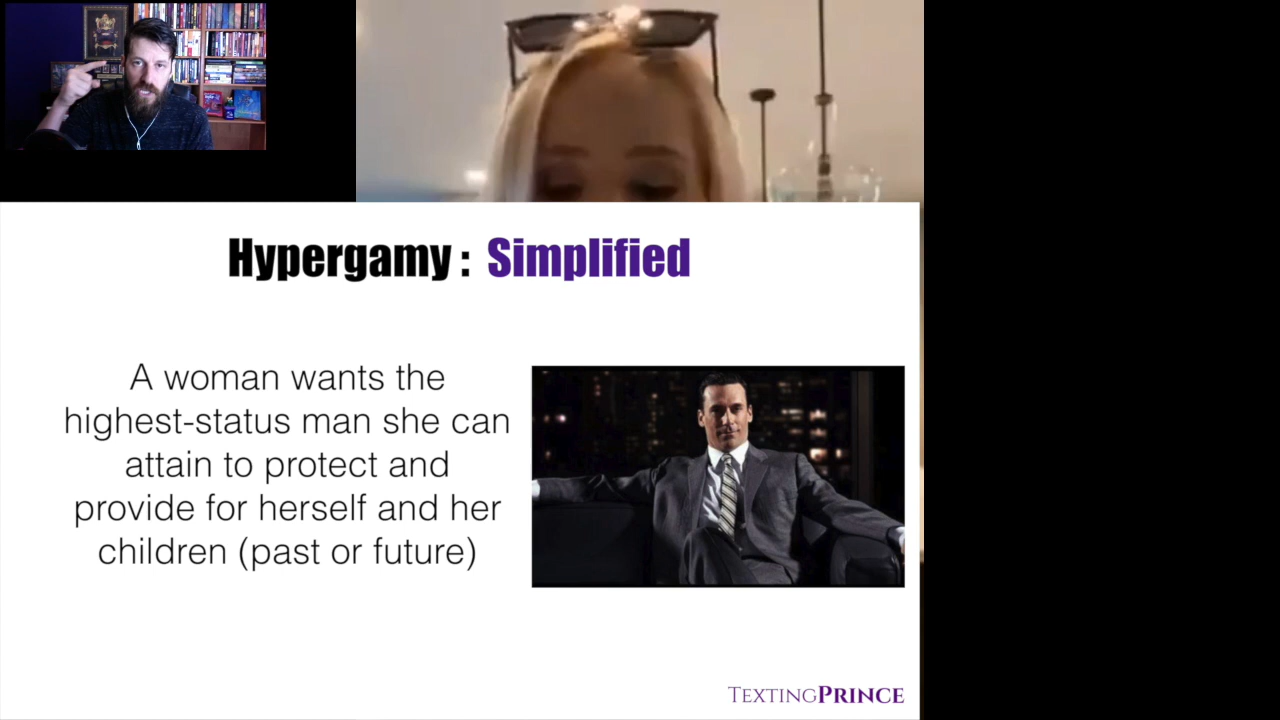 Hypergamy : Simplified
A woman wants the
highest-status man she can
attain to protect and
provide for herself and her
children (past or future)
TEXTINGPRINCE